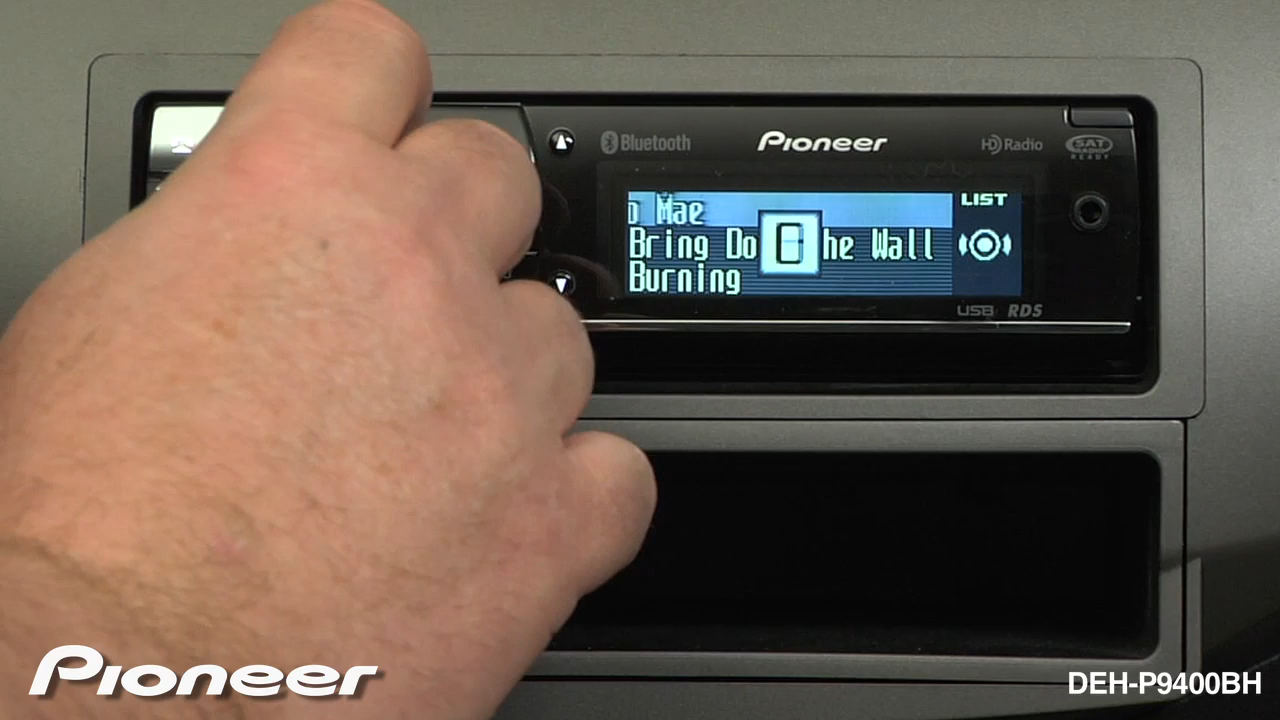 Bluetooth
Pioneer
HD Radio
SAT
RADIO
READY
Mae
LIST
Bring Do he Wall
Burning
USB RDS
Pioneer
DEH-P9400BH